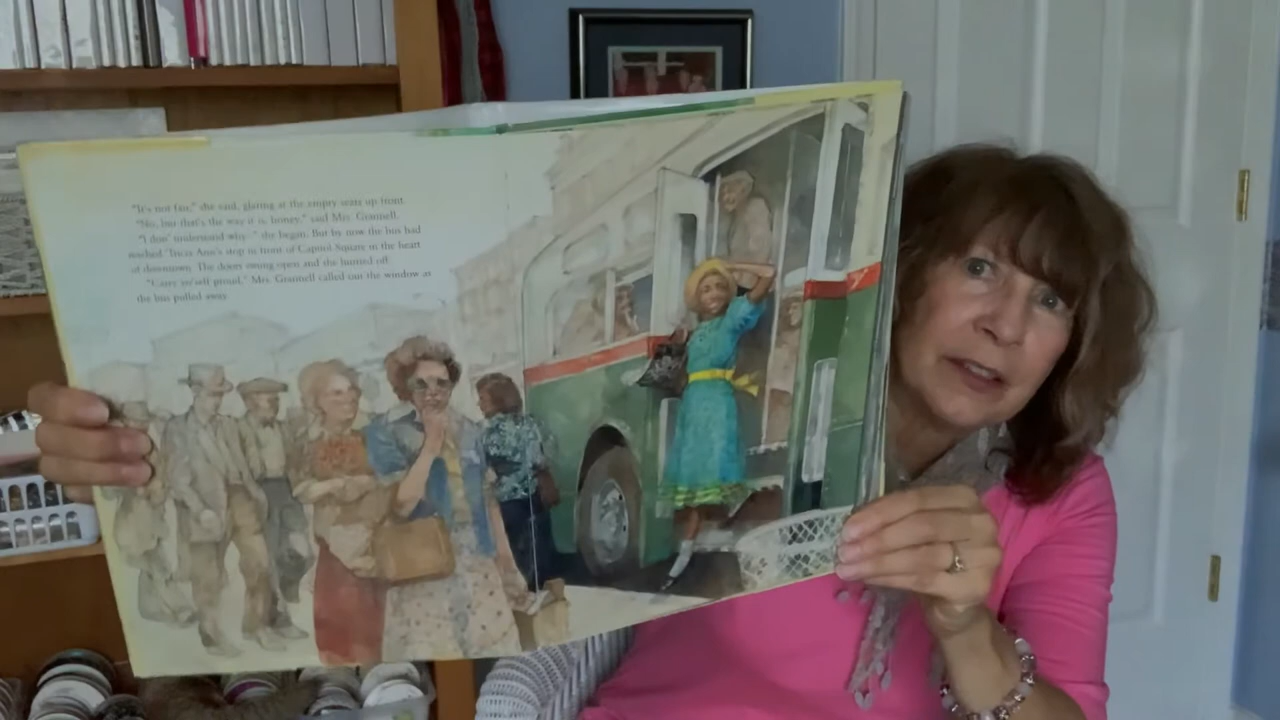 "It's not fair," she said, glaring at the empty seats up front.
"No, but that's the way it is, honey," said Mrs. Grannell.
"I don' understand why—" she began. But by now the bus had
reached 'Tricia Ann's stop in front of Capitol Square in the heart
of downtown. The doors swung open and she hurried off.
"Carry yo'self proud," Mrs. Grannell called out the window as
the bus pulled away.
7